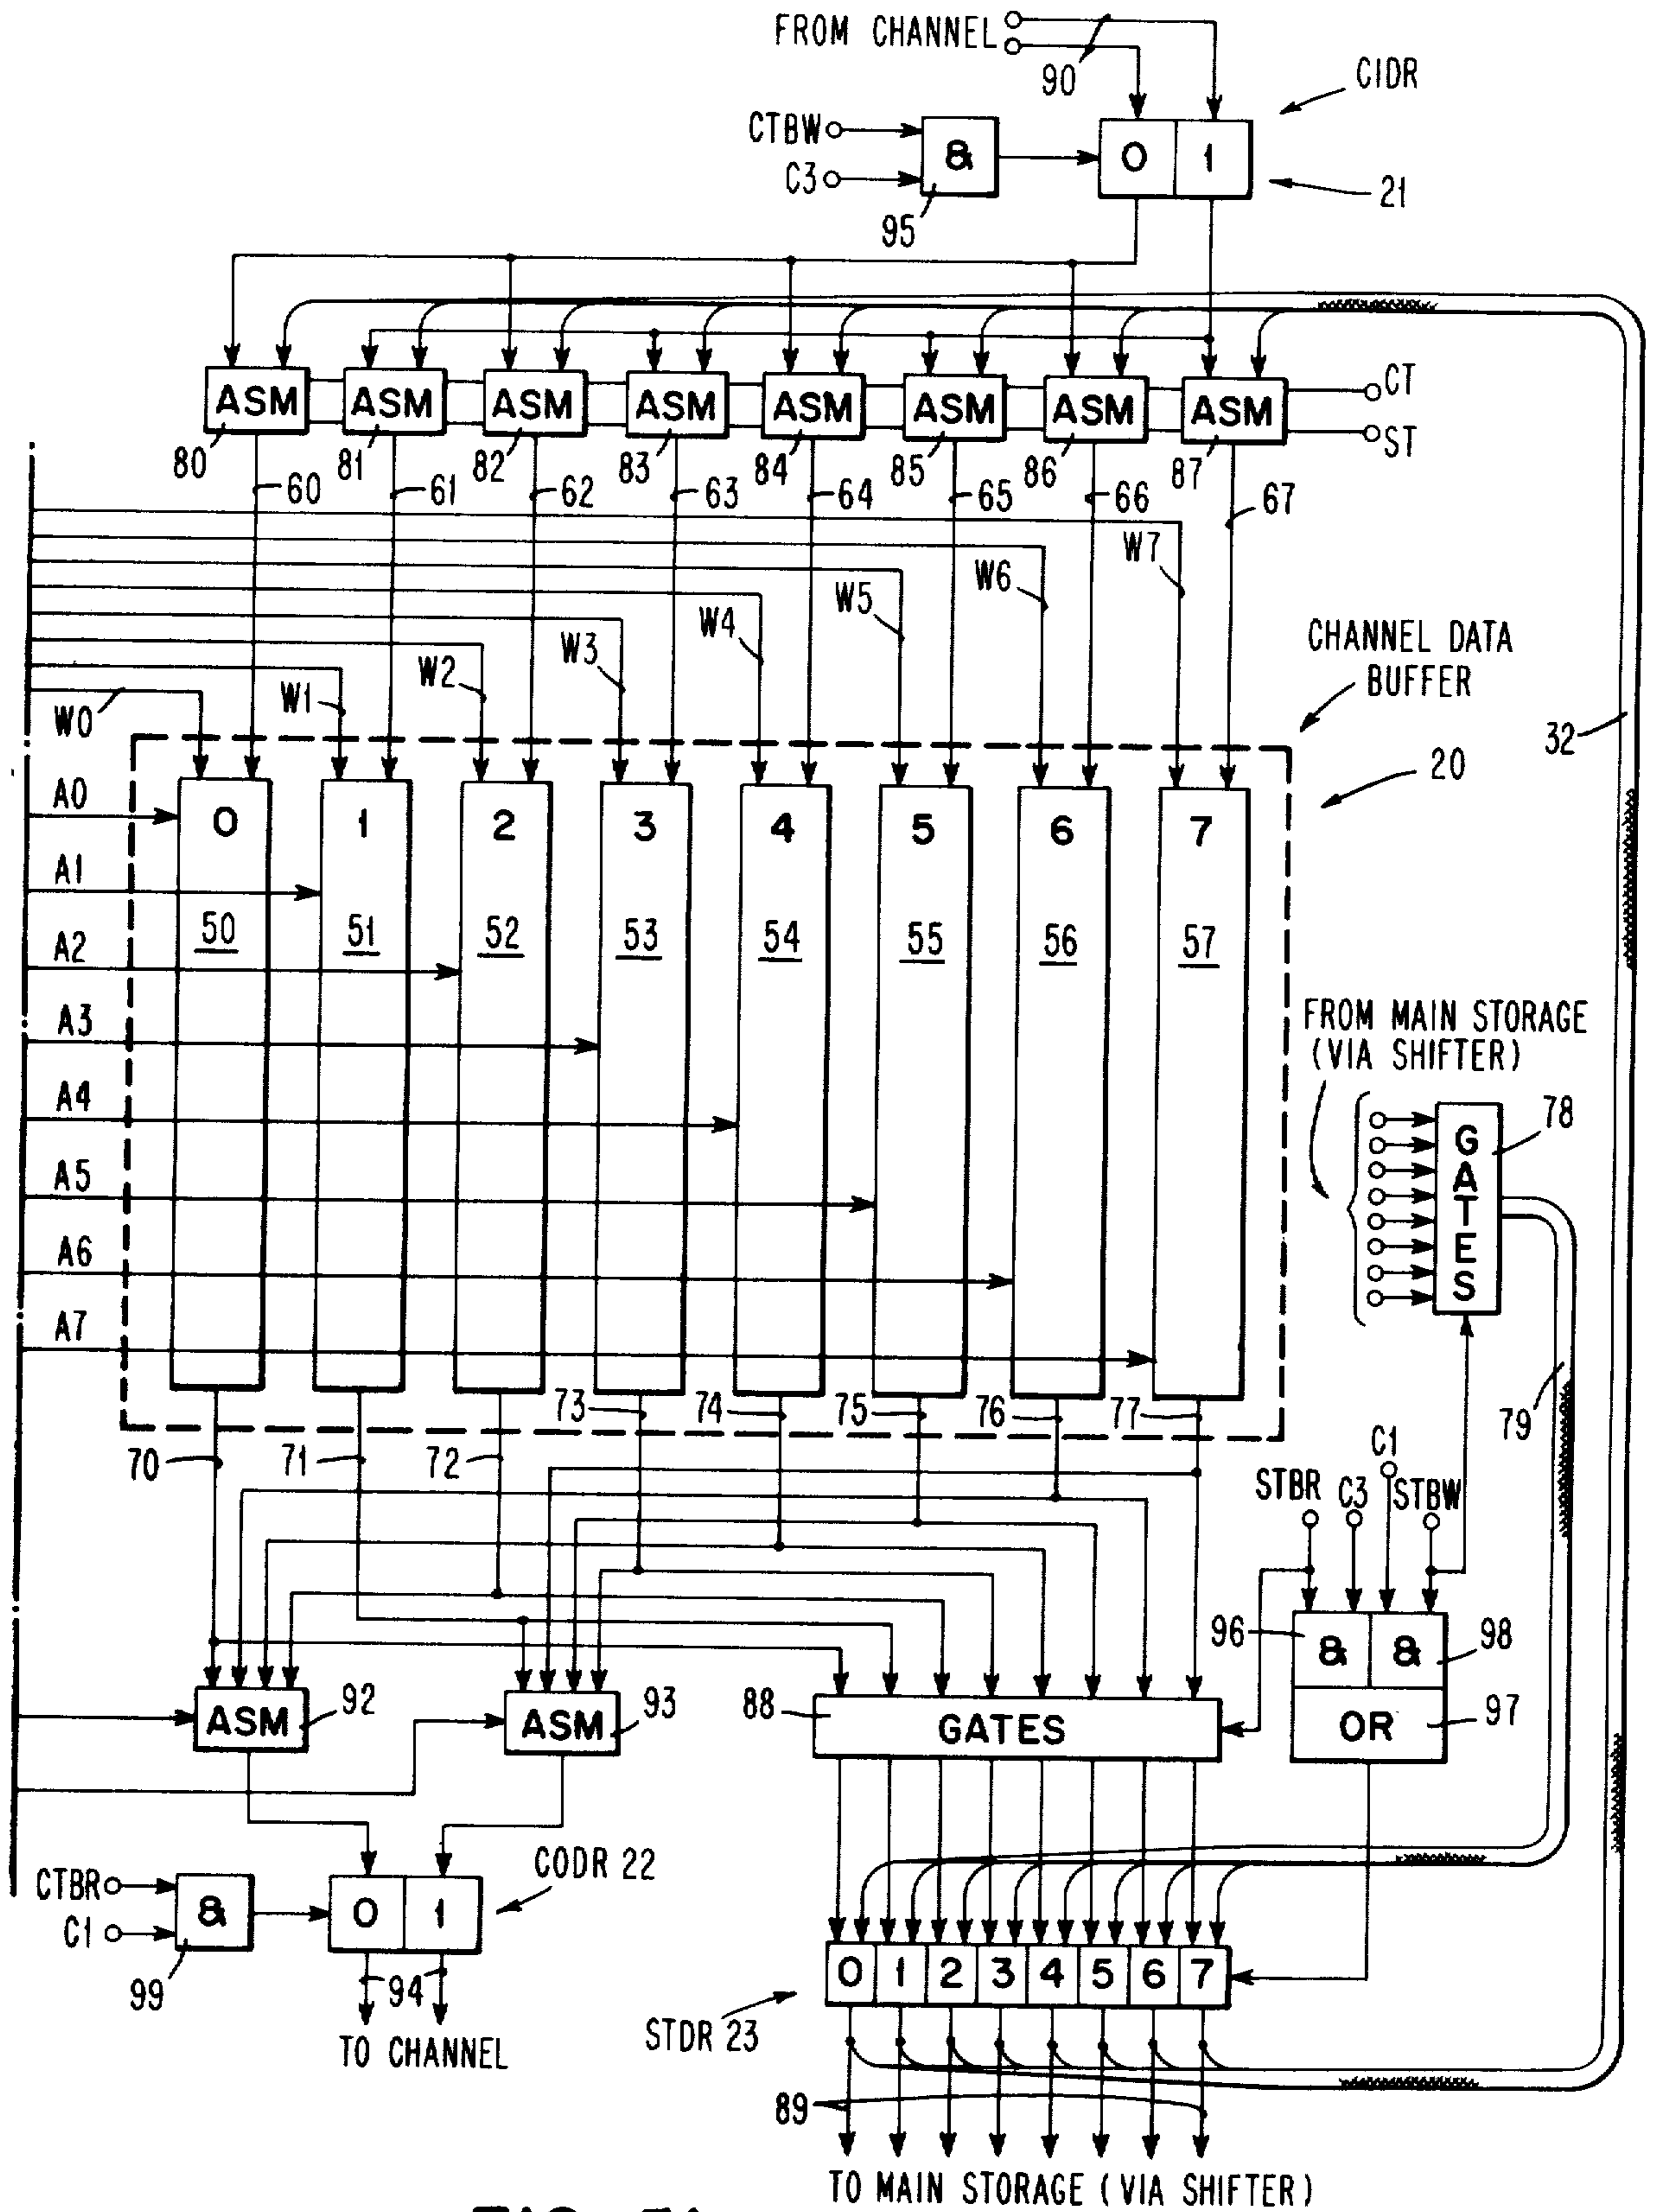 FROM CHANNEL
90
CIDR
CTBW
C3
&
95
0 1
21
ASM ASM ASM ASM ASM ASM ASM ASM
CT
ST
80 81 82 83 84 85 86 87
60 61 62 63 64 65 66 67
W7
W6
W5
W4
W3
W2
W1
W0
CHANNEL DATA
BUFFER
20
32
A0
0 1 2 3 4 5 6 7
A1
50 51 52 53 54 55 56 57
A2
A3
A4
A5
A6
A7
FROM MAIN STORAGE
(VIA SHIFTER)
GATES
78
79
70 71 72 73 74 75 76 77
C1
STBR C3 STBW
96
& &
98
OR
97
ASM
92
ASM
93
88
GATES
CTBR
C1
&
99
0 1
CODR 22
94
TO CHANNEL
0 1 2 3 4 5 6 7
STDR 23
89
TO MAIN STORAGE (VIA SHIFTER)